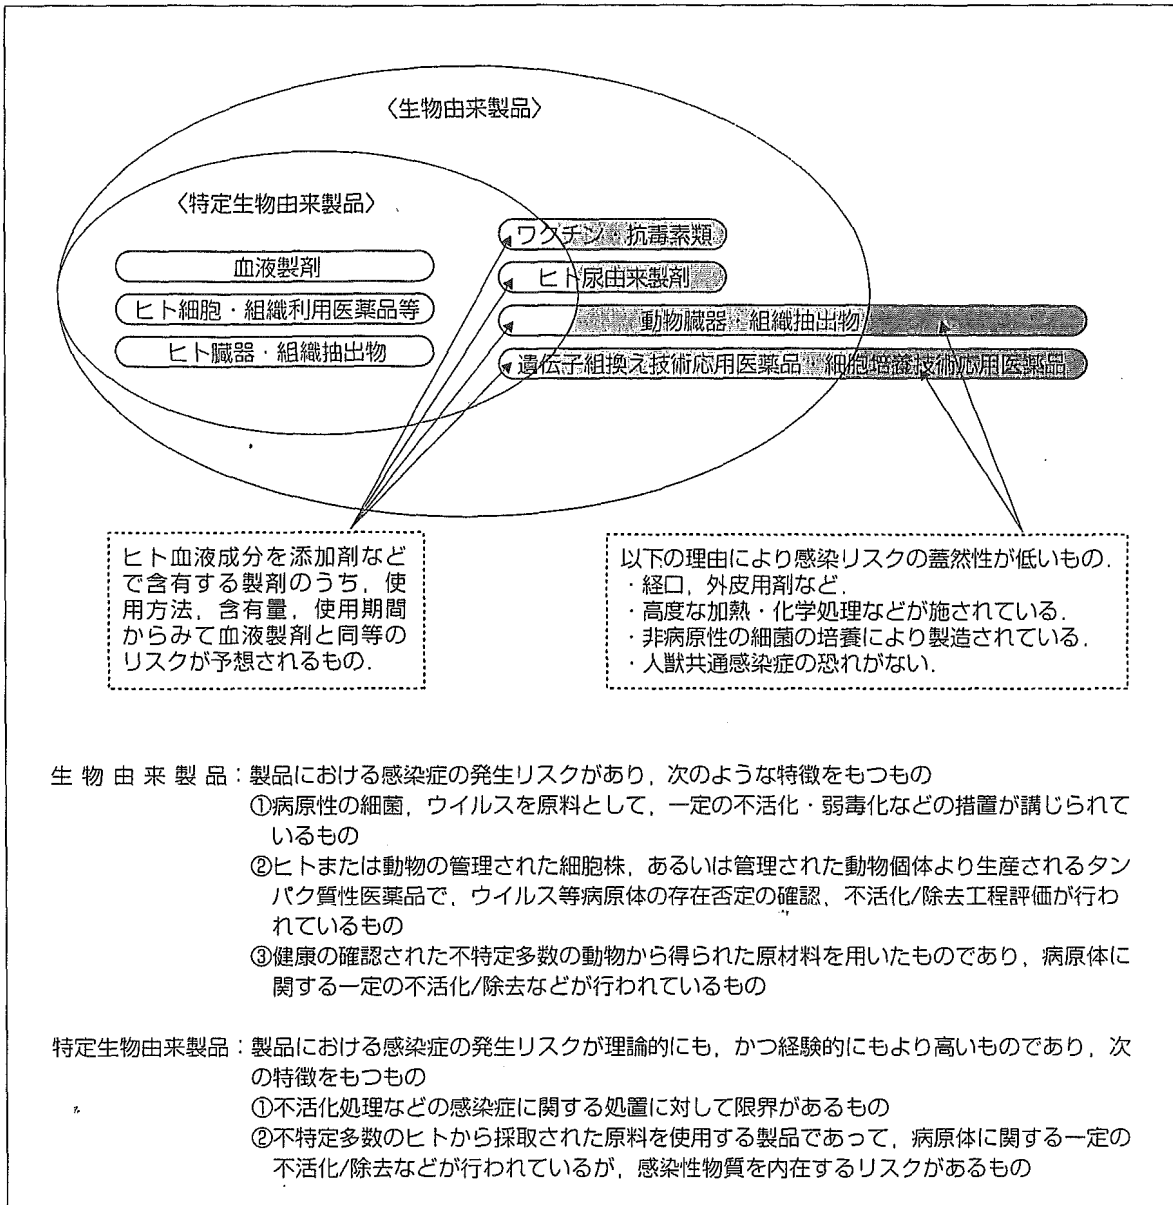 〈生物由来製品〉
〈特定生物由来製品〉
血液製剤
ヒト細胞・組織利用医薬品等
ヒト臓器・組織抽出物
ワクチン・抗毒素類
ヒト尿由来製剤
動物臓器・組織抽出物
遺伝子組換え技術応用医薬品・細胞培養技術応用医薬品
ヒト血液成分を添加剤など
で含有する製剤のうち，使
用方法，含有量，使用期間
からみて血液製剤と同等の
リスクが予想されるもの．
以下の理由により感染リスクの蓋然性が低いもの．
・経口，外皮用剤など．
・高度な加熱・化学処理などが施されている．
・非病原性の細菌の培養により製造されている．
・人獣共通感染症の恐れがない．
生物由来製品：製品における感染症の発生リスクがあり，次のような特徴をもつもの
①病原性の細菌，ウイルスを原料として，一定の不活化・弱毒化などの措置が講じられて
いるもの
②ヒトまたは動物の管理された細胞株，あるいは管理された動物個体より生産されるタン
パク質性医薬品で，ウイルス等病原体の存在否定の確認，不活化/除去工程評価が行わ
れているもの
③健康の確認された不特定多数の動物から得られた原材料を用いたものであり，病原体に
関する一定の不活化/除去などが行われているもの
特定生物由来製品：製品における感染症の発生リスクが理論的にも，かつ経験的にもより高いものであり，次
の特徴をもつもの
①不活化処理などの感染症に関する処置に対して限界があるもの
②不特定多数のヒトから採取された原料を使用する製品であって，病原体に関する一定の
不活化/除去などが行われているが，感染性物質を内在するリスクがあるもの